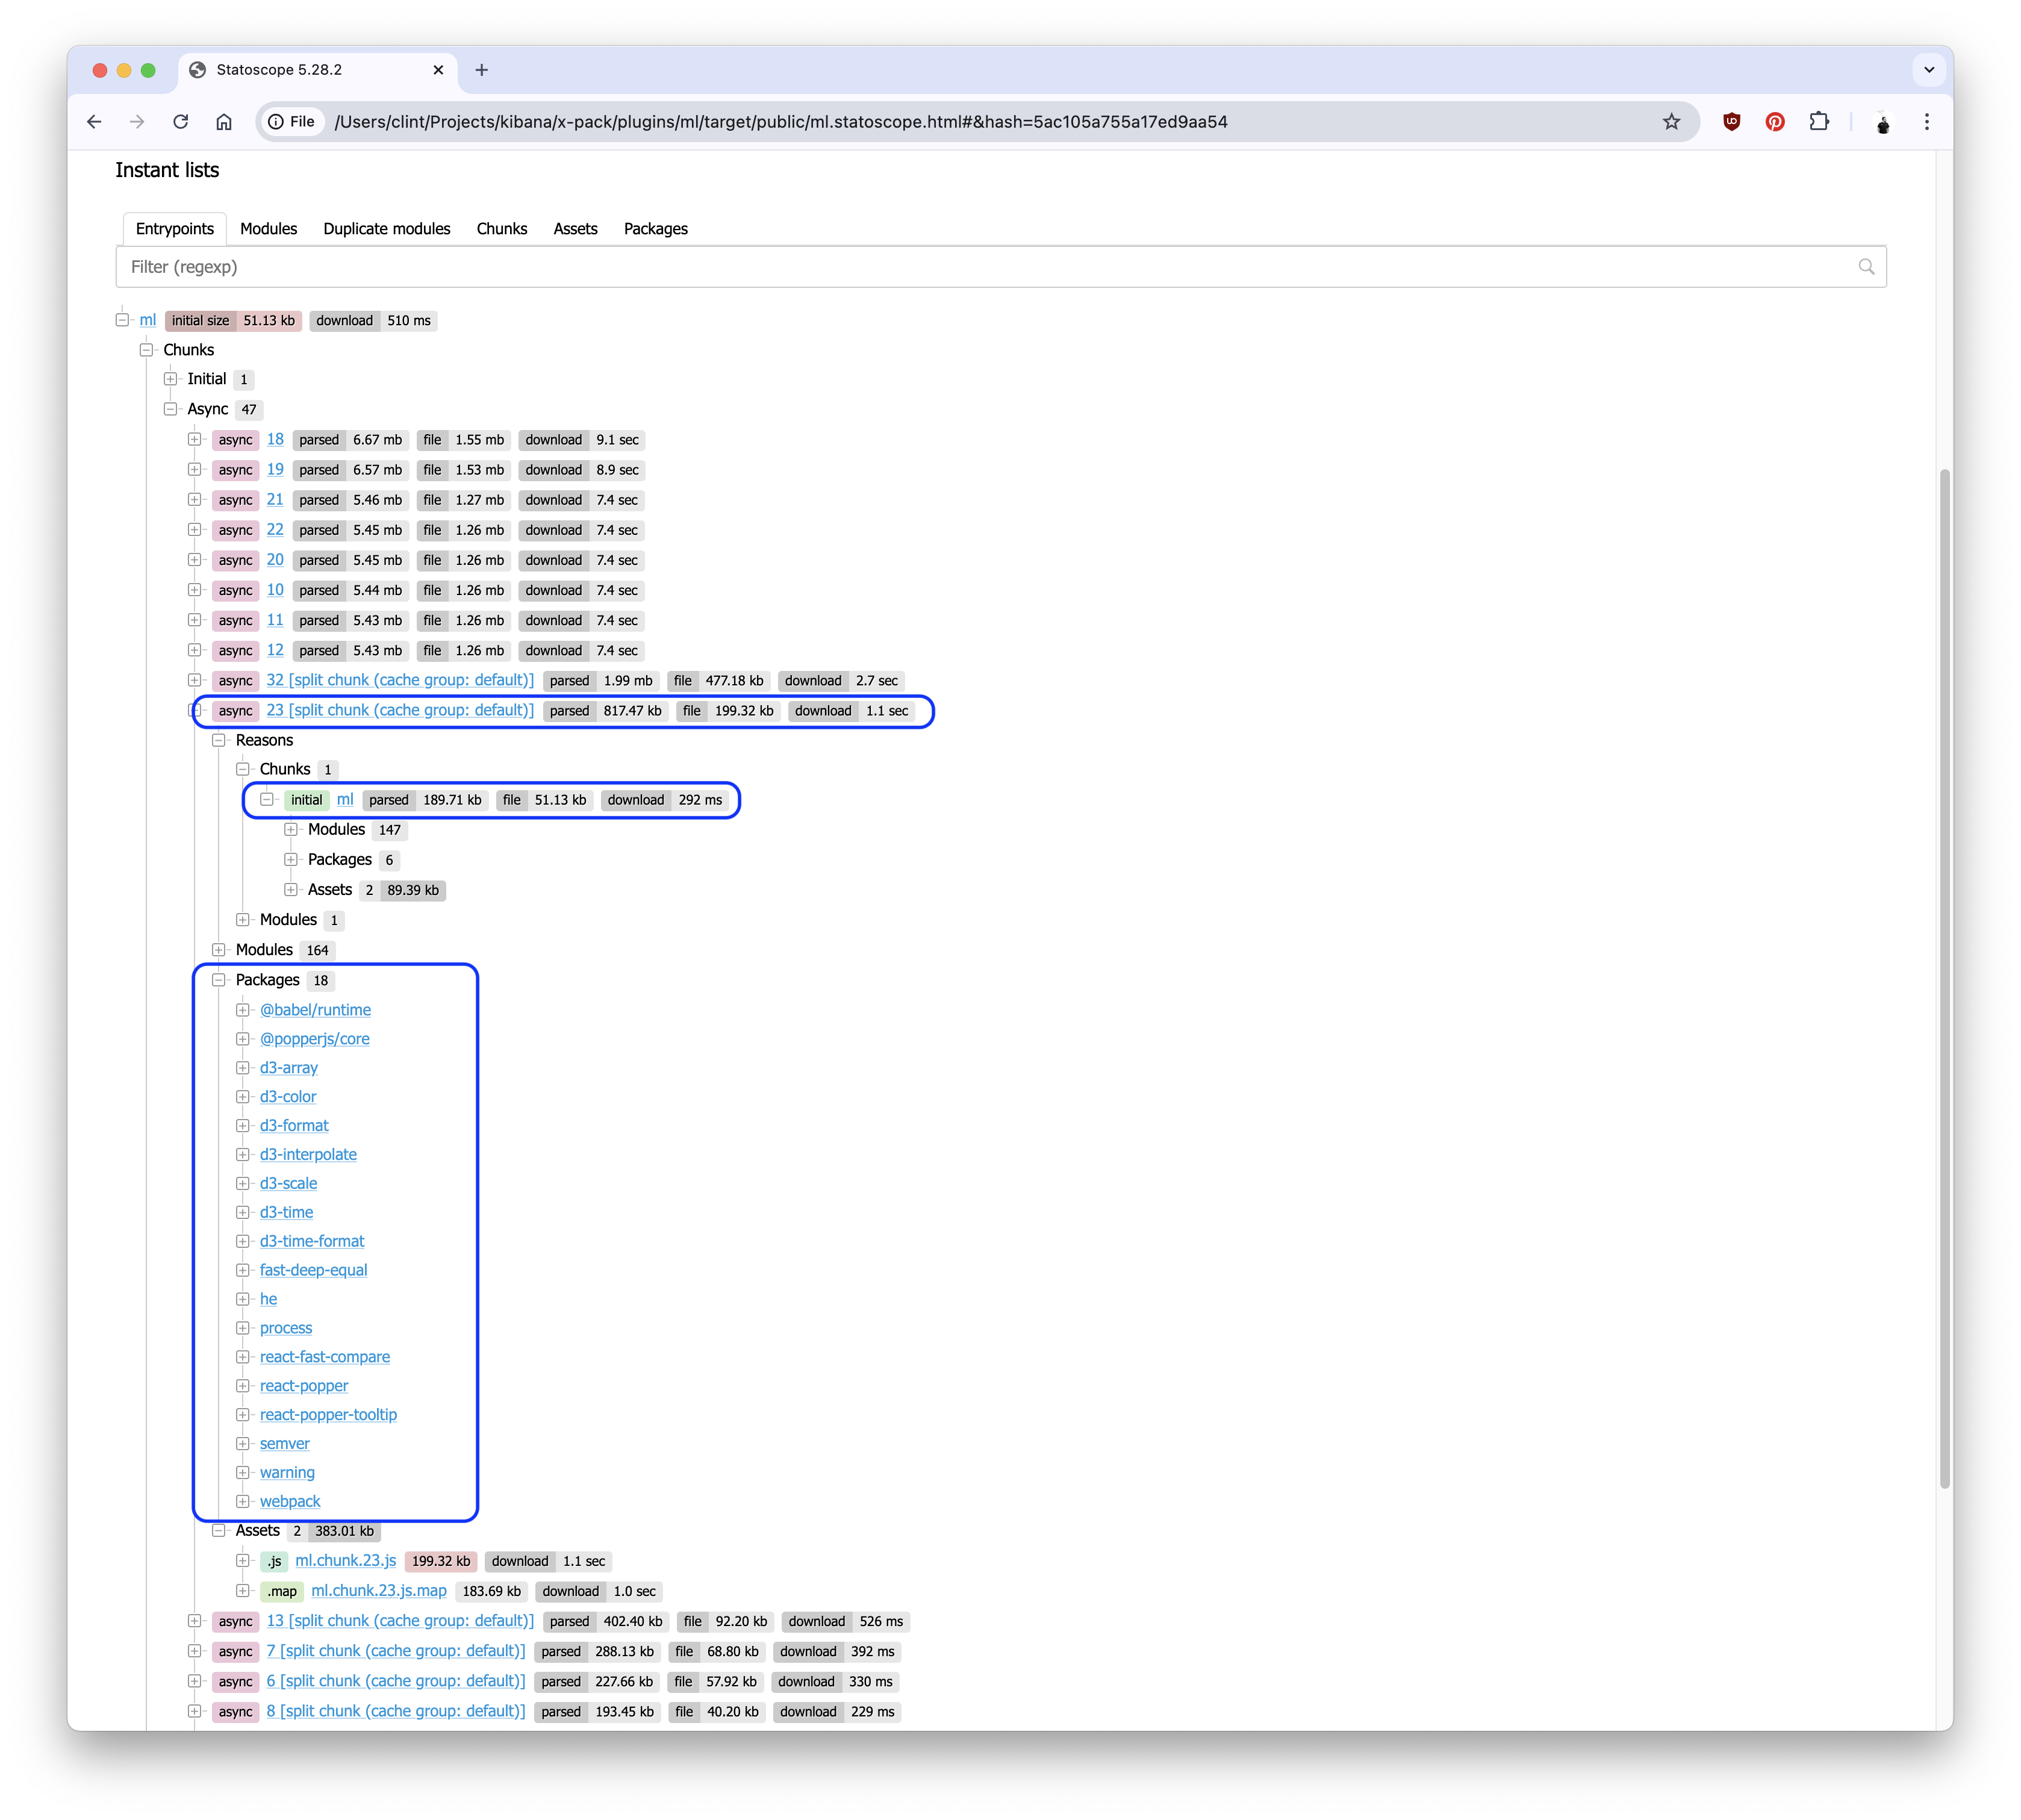 Statoscope 5.28.2
File /Users/clint/Projects/kibana/x-pack/plugins/ml/target/public/ml.statoscope.html#&hash=5ac105a755a17ed9aa54
Instant lists
Entrypoints Modules Duplicate modules Chunks Assets Packages
Filter (regexp)
ml initial size 51.13 kb download 510 ms
Chunks
Initial 1
Async 47
async 18 parsed 6.67 mb file 1.55 mb download 9.1 sec
async 19 parsed 6.57 mb file 1.53 mb download 8.9 sec
async 21 parsed 5.46 mb file 1.27 mb download 7.4 sec
async 22 parsed 5.45 mb file 1.26 mb download 7.4 sec
async 20 parsed 5.45 mb file 1.26 mb download 7.4 sec
async 10 parsed 5.44 mb file 1.26 mb download 7.4 sec
async 11 parsed 5.43 mb file 1.26 mb download 7.4 sec
async 12 parsed 5.43 mb file 1.26 mb download 7.4 sec
async 32 [split chunk (cache group: default)] parsed 1.99 mb file 477.18 kb download 2.7 sec
async 23 [split chunk (cache group: default)] parsed 817.47 kb file 199.32 kb download 1.1 sec
Reasons
Chunks 1
initial ml parsed 189.71 kb file 51.13 kb download 292 ms
Modules 147
Packages 6
Assets 2 89.39 kb
Modules 1
Modules 164
Packages 18
@babel/runtime
@popperjs/core
d3-array
d3-color
d3-format
d3-interpolate
d3-scale
d3-time
d3-time-format
fast-deep-equal
he
process
react-fast-compare
react-popper
react-popper-tooltip
semver
warning
webpack
Assets 2 383.01 kb
.js ml.chunk.23.js 199.32 kb download 1.1 sec
.map ml.chunk.23.js.map 183.69 kb download 1.0 sec
async 13 [split chunk (cache group: default)] parsed 402.40 kb file 92.20 kb download 526 ms
async 7 [split chunk (cache group: default)] parsed 288.13 kb file 68.80 kb download 392 ms
async 6 [split chunk (cache group: default)] parsed 227.66 kb file 57.92 kb download 330 ms
async 8 [split chunk (cache group: default)] parsed 193.45 kb file 40.20 kb download 229 ms